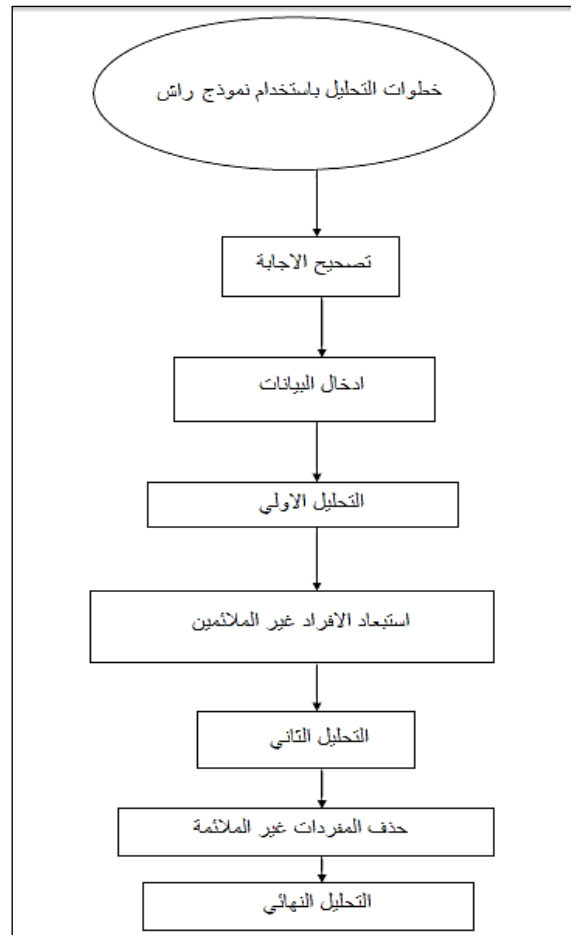 خطوات التحليل باستخدام نموذج راش
تصحيح الاجابة
ادخال البيانات
التحليل الاولي
استبعاد الافراد غير الملائمين
التحليل الثاني
حذف المفردات غير الملائمة
التحليل النهائي